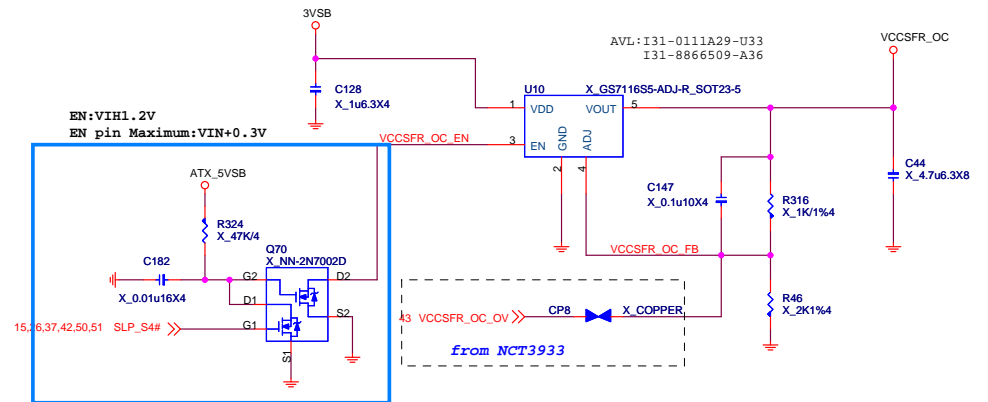 3VSB
AVL:I31-0111A29-U33
I31-8866509-A36
VCCSFR_OC
C128
X_1u6.3X4
U10
X_GS7116S5-ADJ-R_SOT23-5
1
VDD
VOUT
5
EN:VIH1.2V
EN pin Maximum:VIN+0.3V
VCCSFR_OC_EN
3
EN
GND
ADJ
2
4
ATX_5VSB
C44
X_4.7u6.3X8
C147
X_0.1u10X4
R316
X_1K/1%4
R324
X_47K/4
Q70
X_NN-2N7002D
VCCSFR_OC_FB
C182
X_0.01u16X4
G2
D2
D1
S2
G1
S1
15,26,37,42,50,51 SLP_S4#
43 VCCSFR_OC_OV
CP8
X_COPPER
R46
X_2K1%4
from NCT3933